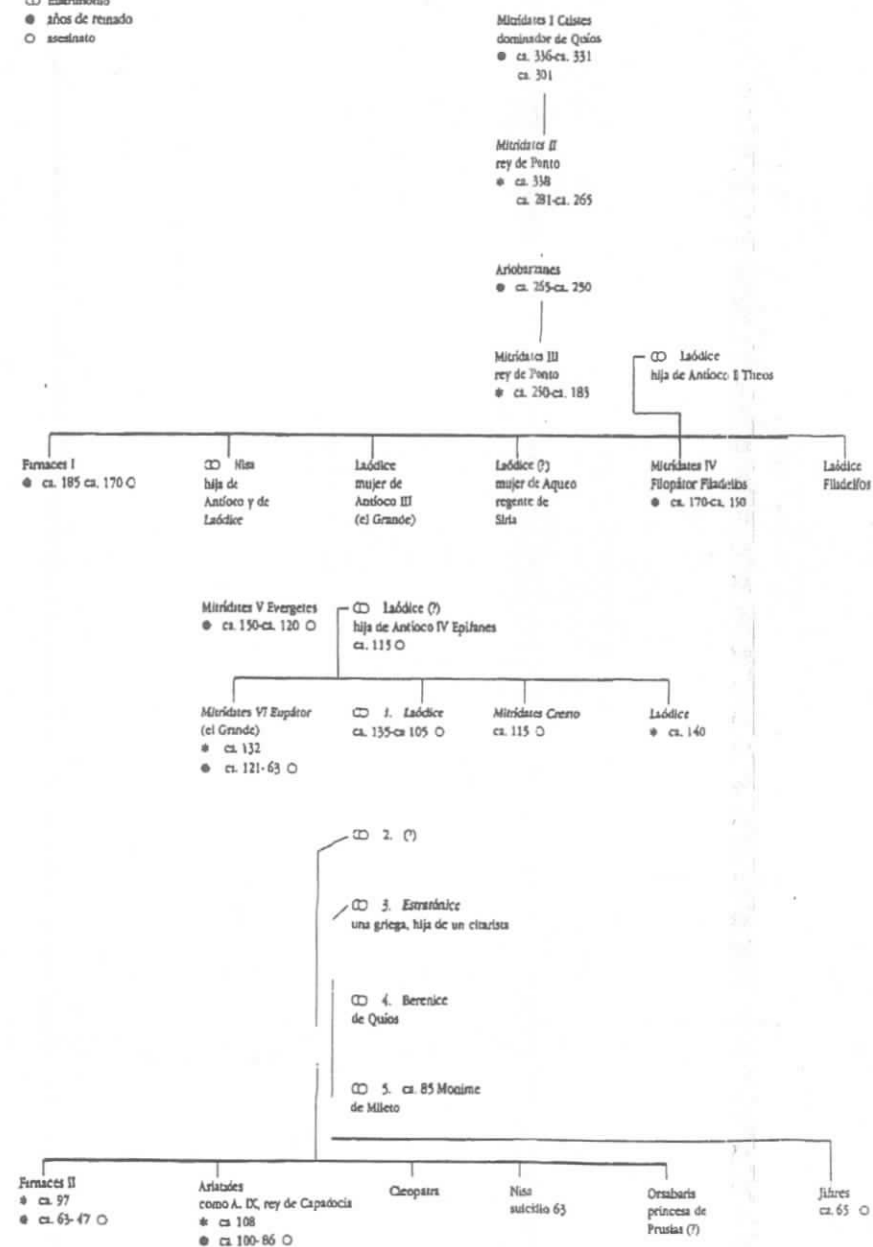 matrimonio
años de reinado
asesinato
Mitrídates I Cistes
dominador de Quíos
ca. 336-ca. 331
ca. 301
Mitrídates II
rey de Ponto
ca. 338
ca. 281-ca. 265
Ariobarzanes
ca. 265-ca. 250
Mitrídates III
rey de Ponto
ca. 250-ca. 185
Laódice
hija de Antíoco II Theos
Farnaces I
ca. 185 ca. 170
Nisa
hija de
Antíoco y de
Laódice
Laódice
mujer de
Antíoco III
(el Grande)
Laódice (?)
mujer de Aqueo
regente de
Siria
Mitrídates IV
Filopátor Filadelfos
ca. 170-ca. 150
Laódice
Filadelfos
Mitrídates V Evergetes
ca. 150-ca. 120
Laódice (?)
hija de Antíoco IV Epífanes
ca. 115
Mitrídates VI Eupátor
(el Grande)
ca. 132
ca. 121-63
1. Laódice
ca. 135-ca 105
Mitrídates Cresto
ca. 115
Laódice
ca. 140
2. (?)
3. Estratónice
una griega, hija de un citarista
4. Berenice
de Quíos
5. ca. 85 Monime
de Mileto
Farnaces II
ca. 97
ca. 63-47
Ariarates
como A. IX, rey de Capadocia
ca 108
ca. 100-86
Cleopatra
Nisa
suicidio 63
Orsabaris
princesa de
Prusias (?)
Jifares
ca. 65